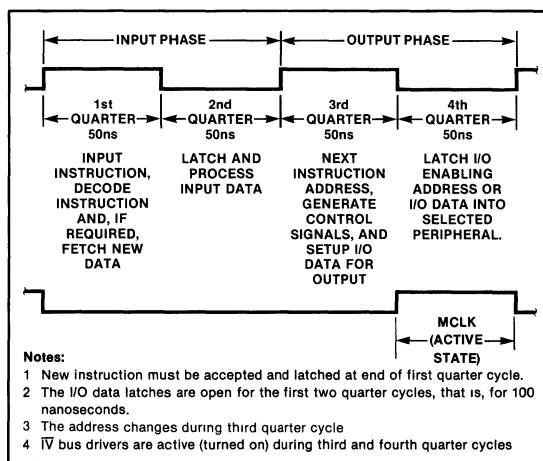 INPUT PHASE
OUTPUT PHASE
1st
QUARTER
50ns
2nd
QUARTER
50ns
3rd
QUARTER
50ns
4th
QUARTER
50ns
INPUT
INSTRUCTION,
DECODE
INSTRUCTION
AND, IF
REQUIRED,
FETCH NEW
DATA
LATCH AND
PROCESS
INPUT DATA
NEXT
INSTRUCTION
ADDRESS,
GENERATE
CONTROL
SIGNALS, AND
SETUP I/O
DATA FOR
OUTPUT
LATCH I/O
ENABLING
ADDRESS OR
I/O DATA INTO
SELECTED
PERIPHERAL.
MCLK
(ACTIVE
STATE)
Notes:
1 New instruction must be accepted and latched at end of first quarter cycle.
2 The I/O data latches are open for the first two quarter cycles, that is, for 100
nanoseconds.
3 The address changes during third quarter cycle
4 I̅V̅ bus drivers are active (turned on) during third and fourth quarter cycles